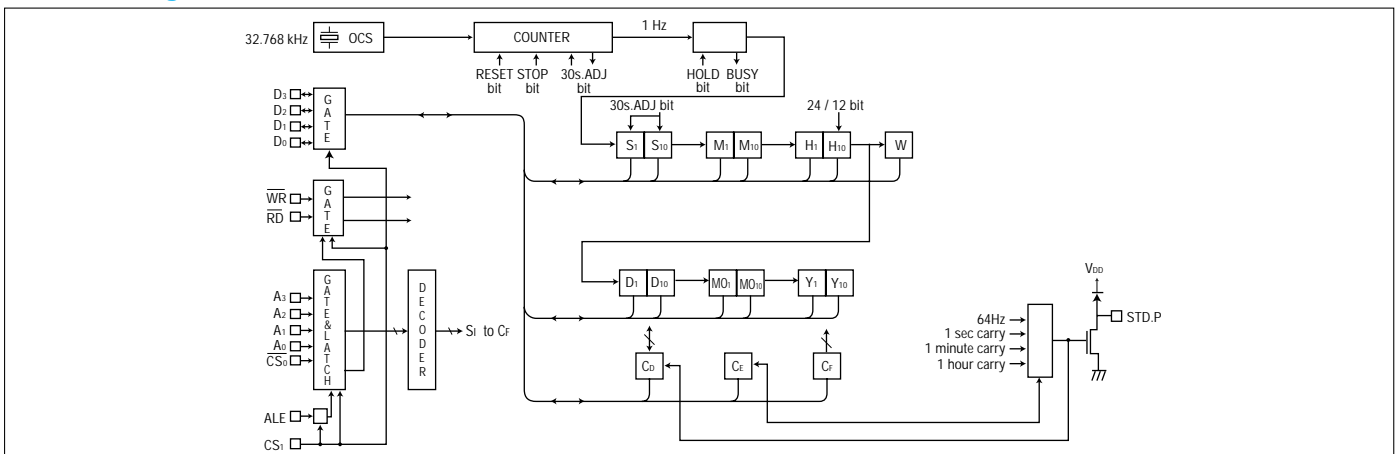 32.768 kHz OCS COUNTER 1 Hz
RESET bit STOP bit 30s.ADJ bit HOLD bit BUSY bit
D3
D2
D1
D0
GATE
30s.ADJ bit 24 / 12 bit
S1 S10 M1 M10 H1 H10 W
WR
RD
GATE
D1 D10 MO1 MO10 Y1 Y10
A3
A2
A1
A0
CS0
GATE&LATCH
DECODER
S1 to CF
CD CE CF
64Hz
1 sec carry
1 minute carry
1 hour carry
VDD
STD.P
ALE
CS1